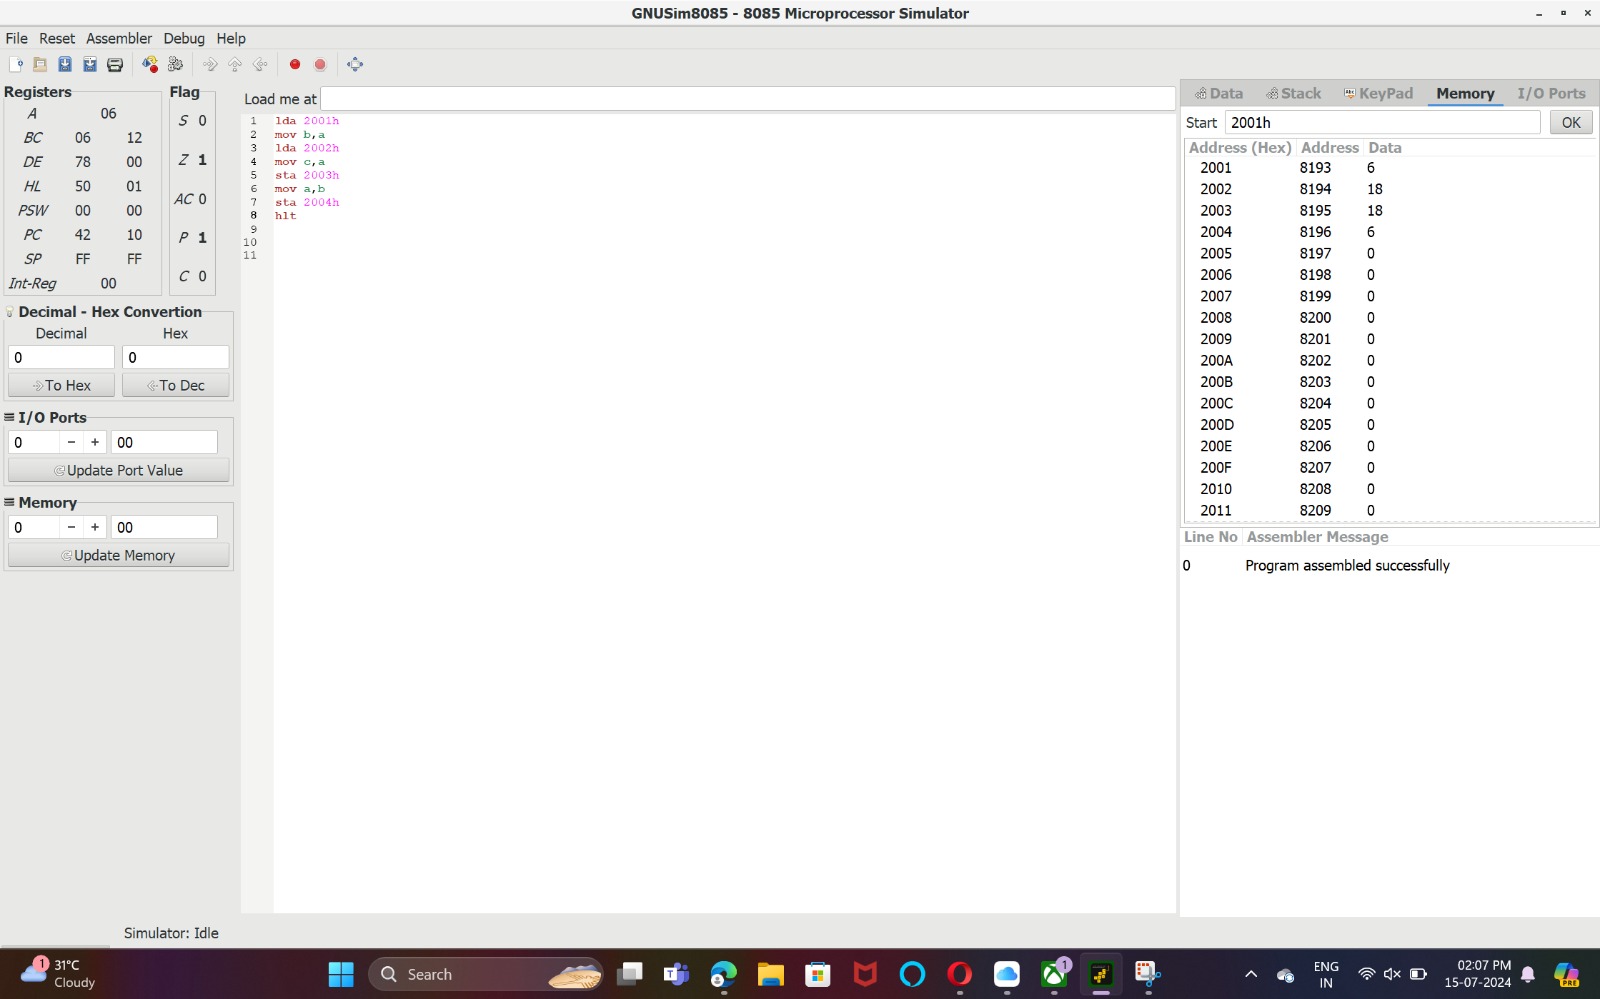 GNUSim8085 - 8085 Microprocessor Simulator
File Reset Assembler Debug Help
Registers
A 06
BC 06 12
DE 78 00
HL 50 01
PSW 00 00
PC 42 10
SP FF FF
Int-Reg 00
Flag
S 0
Z 1
AC 0
P 1
C 0
Decimal - Hex Convertion
Decimal Hex
0 0
To Hex To Dec
I/O Ports
0 - + 00
Update Port Value
Memory
0 - + 00
Update Memory
Load me at
1 lda 2001h
2 mov b,a
3 lda 2002h
4 mov c,a
5 sta 2003h
6 mov a,b
7 sta 2004h
8 hlt
9
10
11
Data Stack KeyPad Memory I/O Ports
Start 2001h OK
Address (Hex) Address Data
2001 8193 6
2002 8194 18
2003 8195 18
2004 8196 6
2005 8197 0
2006 8198 0
2007 8199 0
2008 8200 0
2009 8201 0
200A 8202 0
200B 8203 0
200C 8204 0
200D 8205 0
200E 8206 0
200F 8207 0
2010 8208 0
2011 8209 0
Line No Assembler Message
0 Program assembled successfully
Simulator: Idle
1
31°C
Cloudy
Search
1
ENG
IN
02:07 PM
15-07-2024
PRE